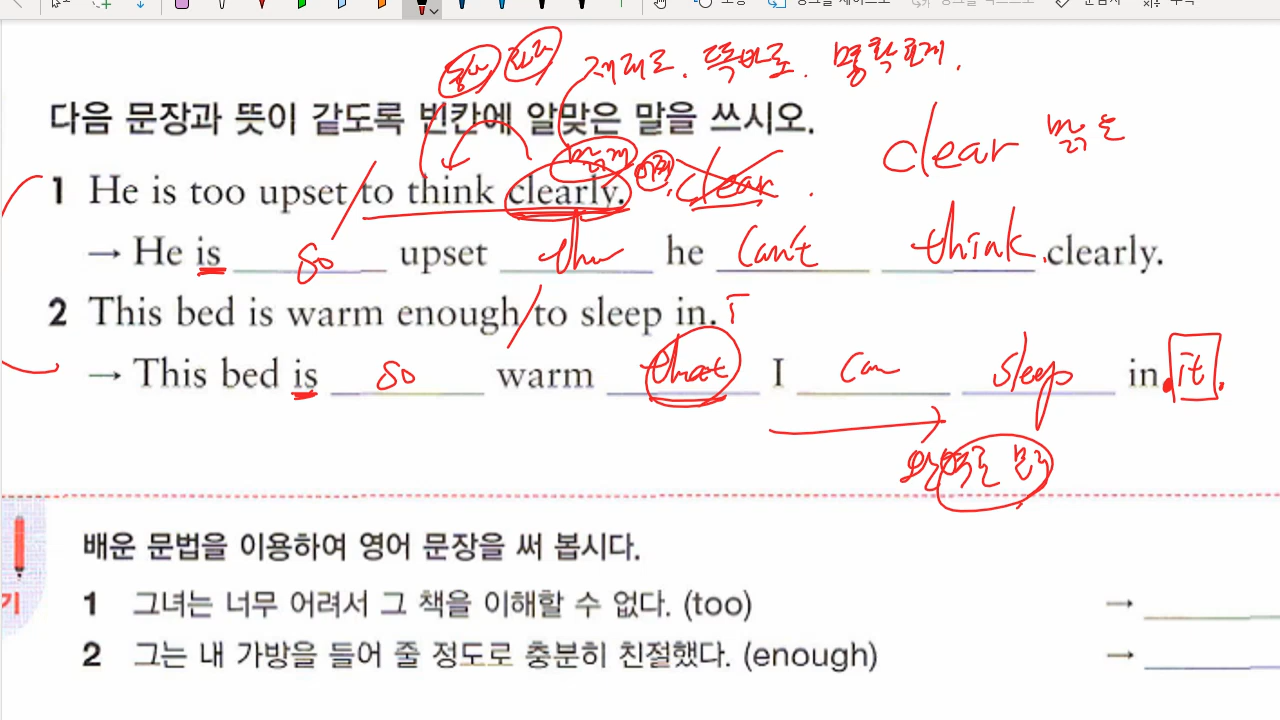 제대로. 똑바로. 명확하게.
다음 문장과 뜻이 같도록 빈칸에 알맞은 말을 쓰시오.
clear 맑은
맑게
1 He is too upset to think clearly. clear.
→ He is so upset he can't think clearly.
2 This bed is warm enough to sleep in.
→ This bed is so warm that I can sleep in it.
배운 문법을 이용하여 영어 문장을 써 봅시다.
기
1 그녀는 너무 어려서 그 책을 이해할 수 없다. (too) →
2 그는 내 가방을 들어 줄 정도로 충분히 친절했다. (enough) →